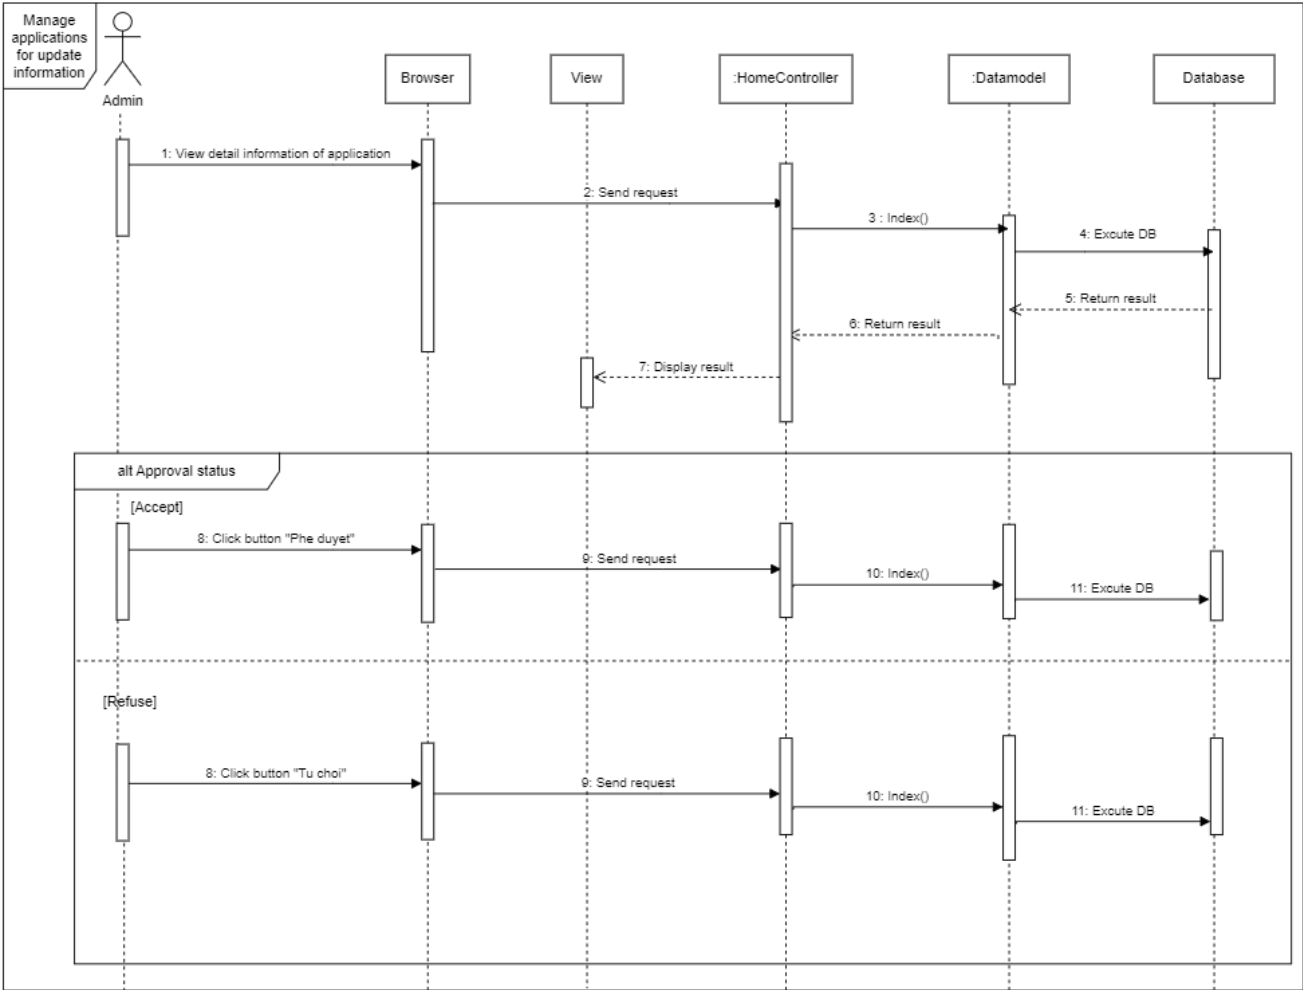 Manage
applications
for update
information
Admin
Browser
View
:HomeController
:Datamodel
Database
1: View detail information of application
2: Send request
3 : Index()
4: Excute DB
5: Return result
6: Return result
7: Display result
alt Approval status
[Accept]
8: Click button "Phe duyet"
9: Send request
10: Index()
11: Excute DB
[Refuse]
8: Click button "Tu choi"
9: Send request
10: Index()
11: Excute DB